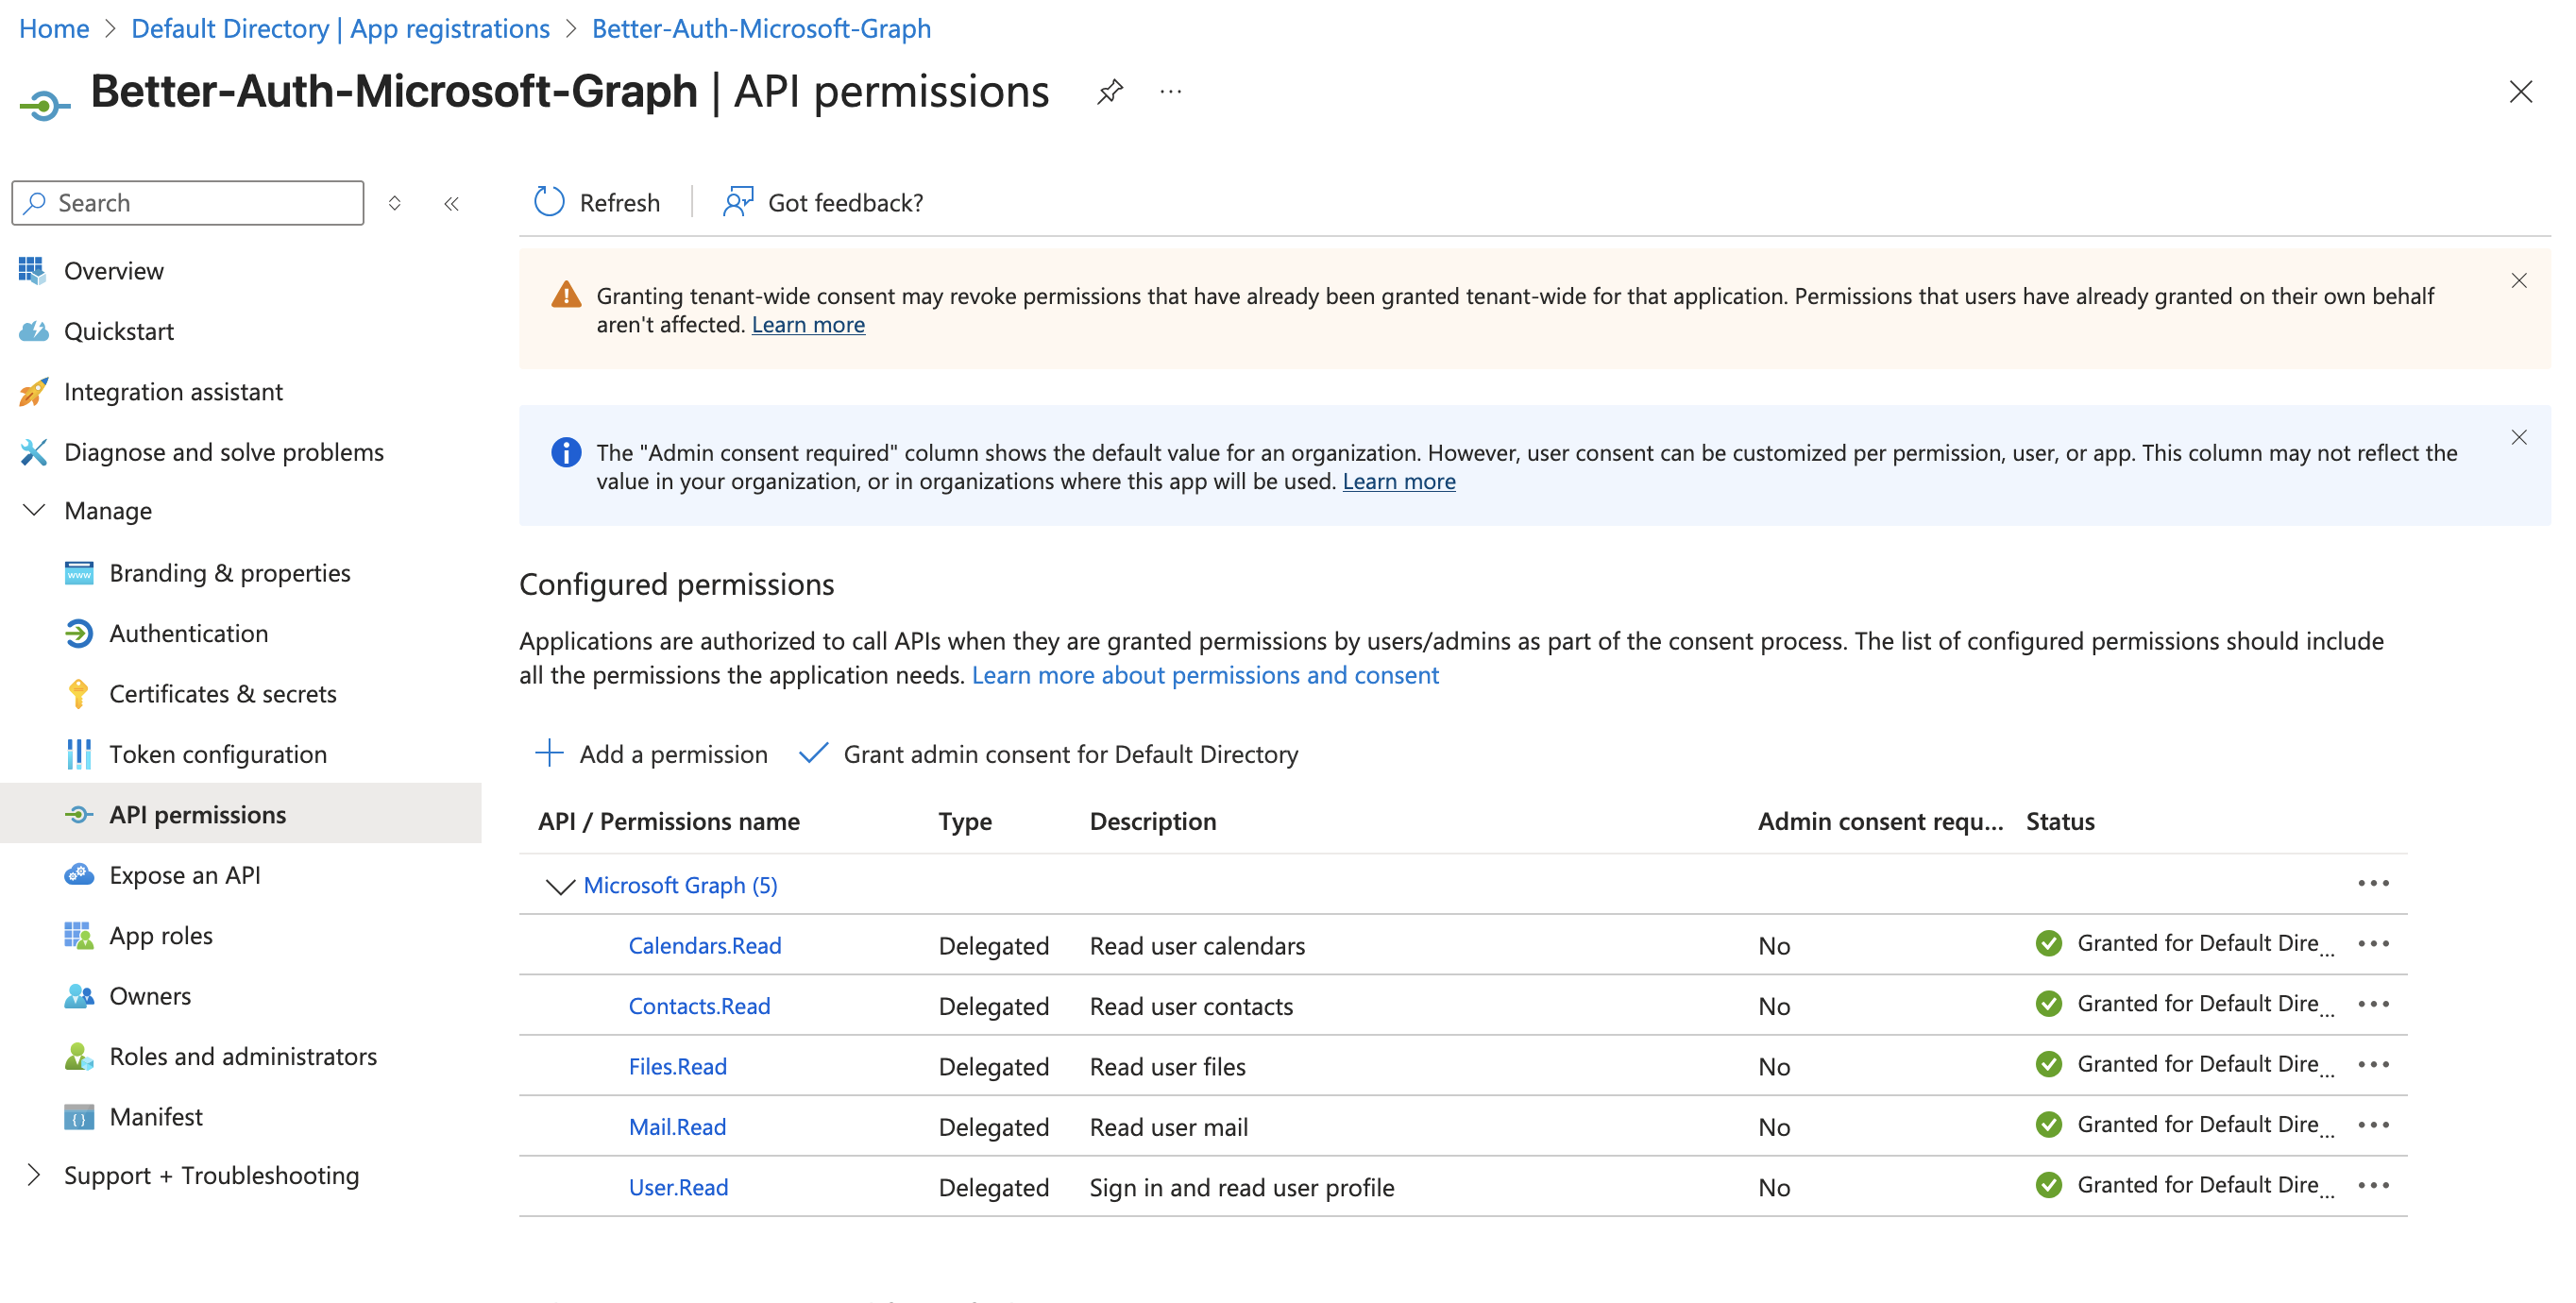 Home > Default Directory | App registrations > Better-Auth-Microsoft-Graph
Better-Auth-Microsoft-Graph | API permissions
Search
Refresh
Got feedback?
Overview
Quickstart
Integration assistant
Diagnose and solve problems
Manage
Branding & properties
Authentication
Certificates & secrets
Token configuration
API permissions
Expose an API
App roles
Owners
Roles and administrators
Manifest
Support + Troubleshooting
Granting tenant-wide consent may revoke permissions that have already been granted tenant-wide for that application. Permissions that users have already granted on their own behalf
aren't affected. Learn more
The "Admin consent required" column shows the default value for an organization. However, user consent can be customized per permission, user, or app. This column may not reflect the
value in your organization, or in organizations where this app will be used. Learn more
Configured permissions
Applications are authorized to call APIs when they are granted permissions by users/admins as part of the consent process. The list of configured permissions should include
all the permissions the application needs. Learn more about permissions and consent
Add a permission
Grant admin consent for Default Directory
API / Permissions name Type Description Admin consent requ... Status
Microsoft Graph (5)
Calendars.Read Delegated Read user calendars No Granted for Default Dire...
Contacts.Read Delegated Read user contacts No Granted for Default Dire...
Files.Read Delegated Read user files No Granted for Default Dire...
Mail.Read Delegated Read user mail No Granted for Default Dire...
User.Read Delegated Sign in and read user profile No Granted for Default Dire...